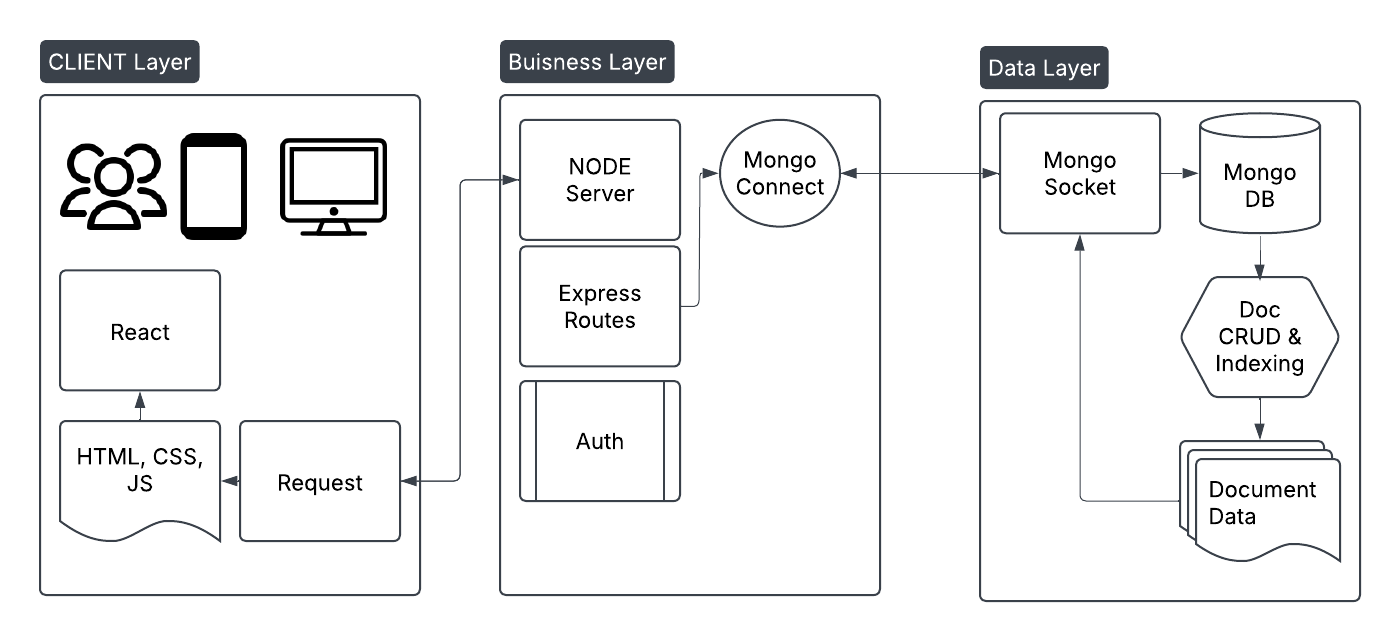 CLIENT Layer
React
HTML, CSS,
JS
Request
Buisness Layer
NODE
Server
Express
Routes
Auth
Mongo
Connect
Data Layer
Mongo
Socket
Mongo
DB
Doc
CRUD &
Indexing
Document
Data